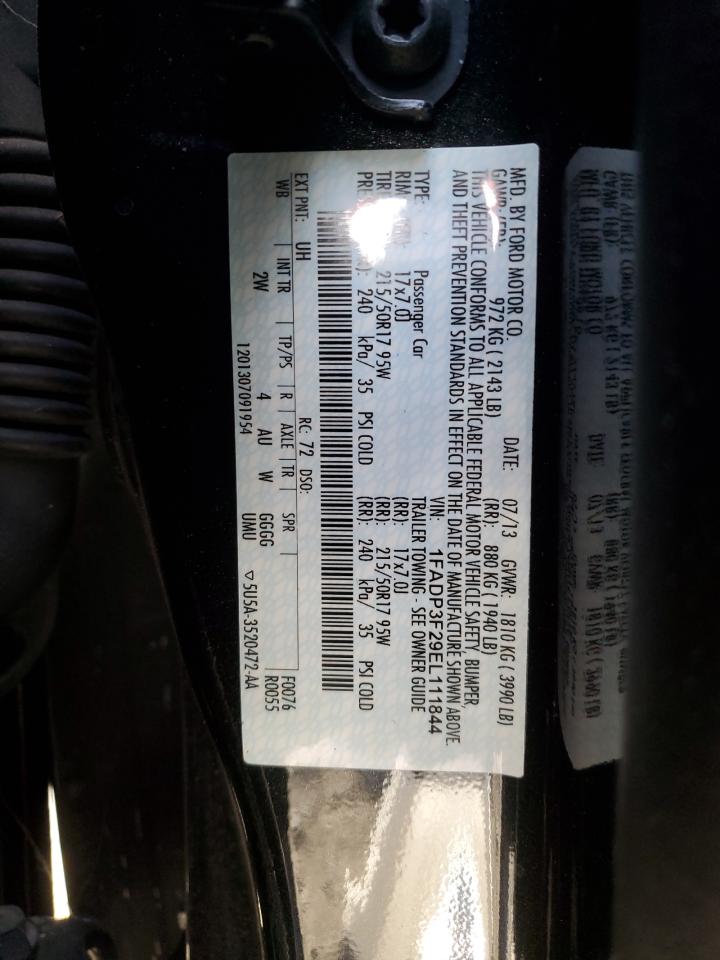 MFD. BY FORD MOTOR CO.
DATE: 07/13 GVWR: 1810 KG ( 3990 LB)
972 KG ( 2143 LB) (RR): 880 KG ( 1940 LB)
THIS VEHICLE CONFORMS TO ALL APPLICABLE FEDERAL MOTOR VEHICLE SAFETY, BUMPER,
AND THEFT PREVENTION STANDARDS IN EFFECT ON THE DATE OF MANUFACTURE SHOWN ABOVE.
VIN: 1FADP3F29EL111844
TYPE: Passenger Car TRAILER TOWING - SEE OWNER GUIDE
RIM 17x7.0J (RR): 17x7.0J
215/50R17 95W (RR): 215/50R17 95W
240 kPa/ 35 PSI COLD (RR): 240 kPa/ 35 PSI COLD
EXT PNT: UH RC: 72 DSO: F0076
WB INT TR TP/PS R AXLE TR SPR R0055
2W 4 AU W GGGG
1201307091954 UMU ▽5U5A-3520472-AA